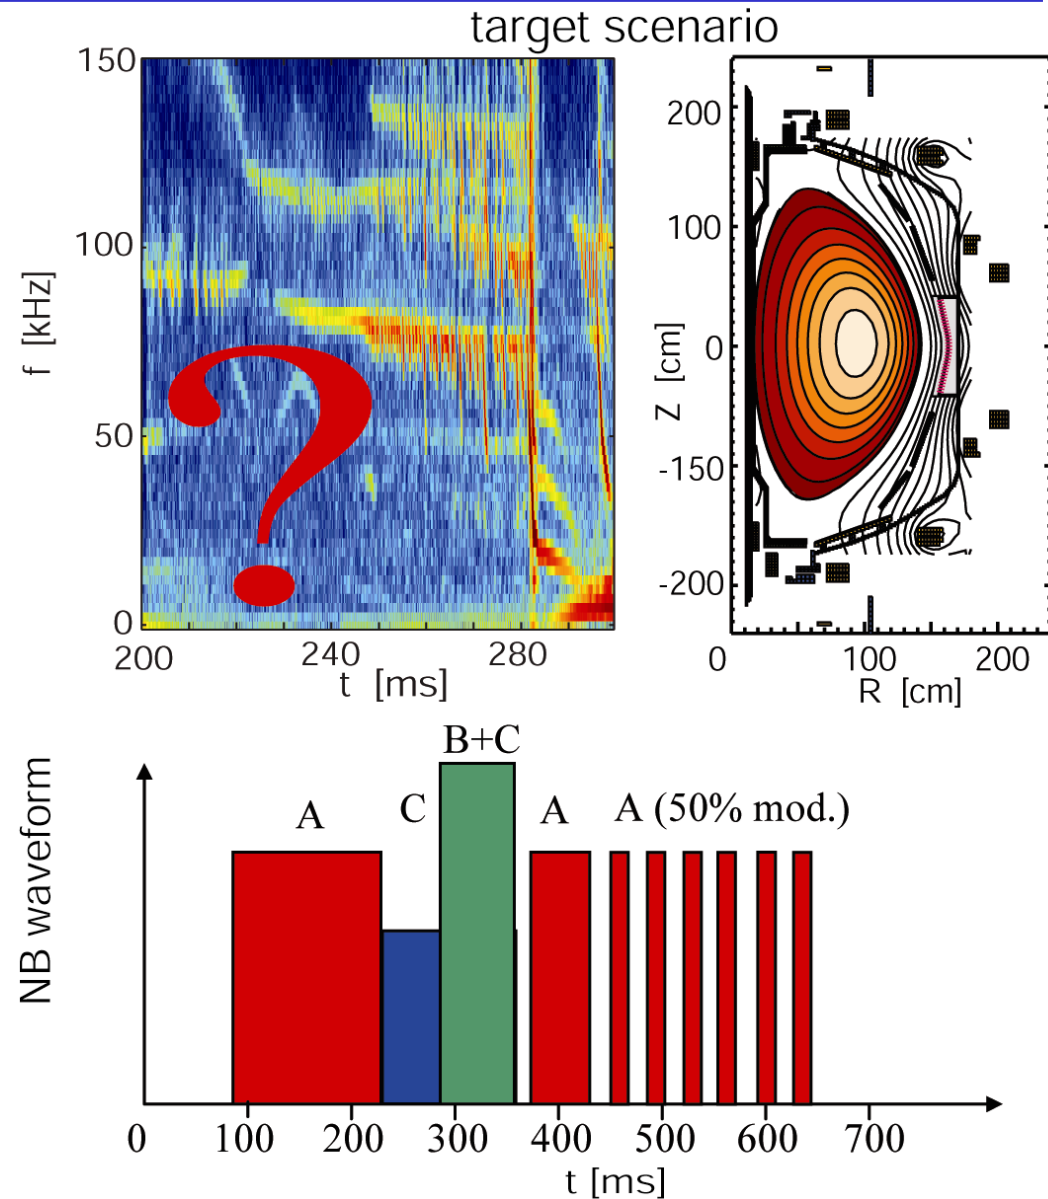 target scenario
150
100
50
0
f [kHz]
?
200 240 280
t [ms]
200
100
0
-150
-200
Z [cm]
0 100 200
R [cm]
NB waveform
A
C
B+C
A
A (50% mod.)
0 100 200 300 400 500 600 700
t [ms]